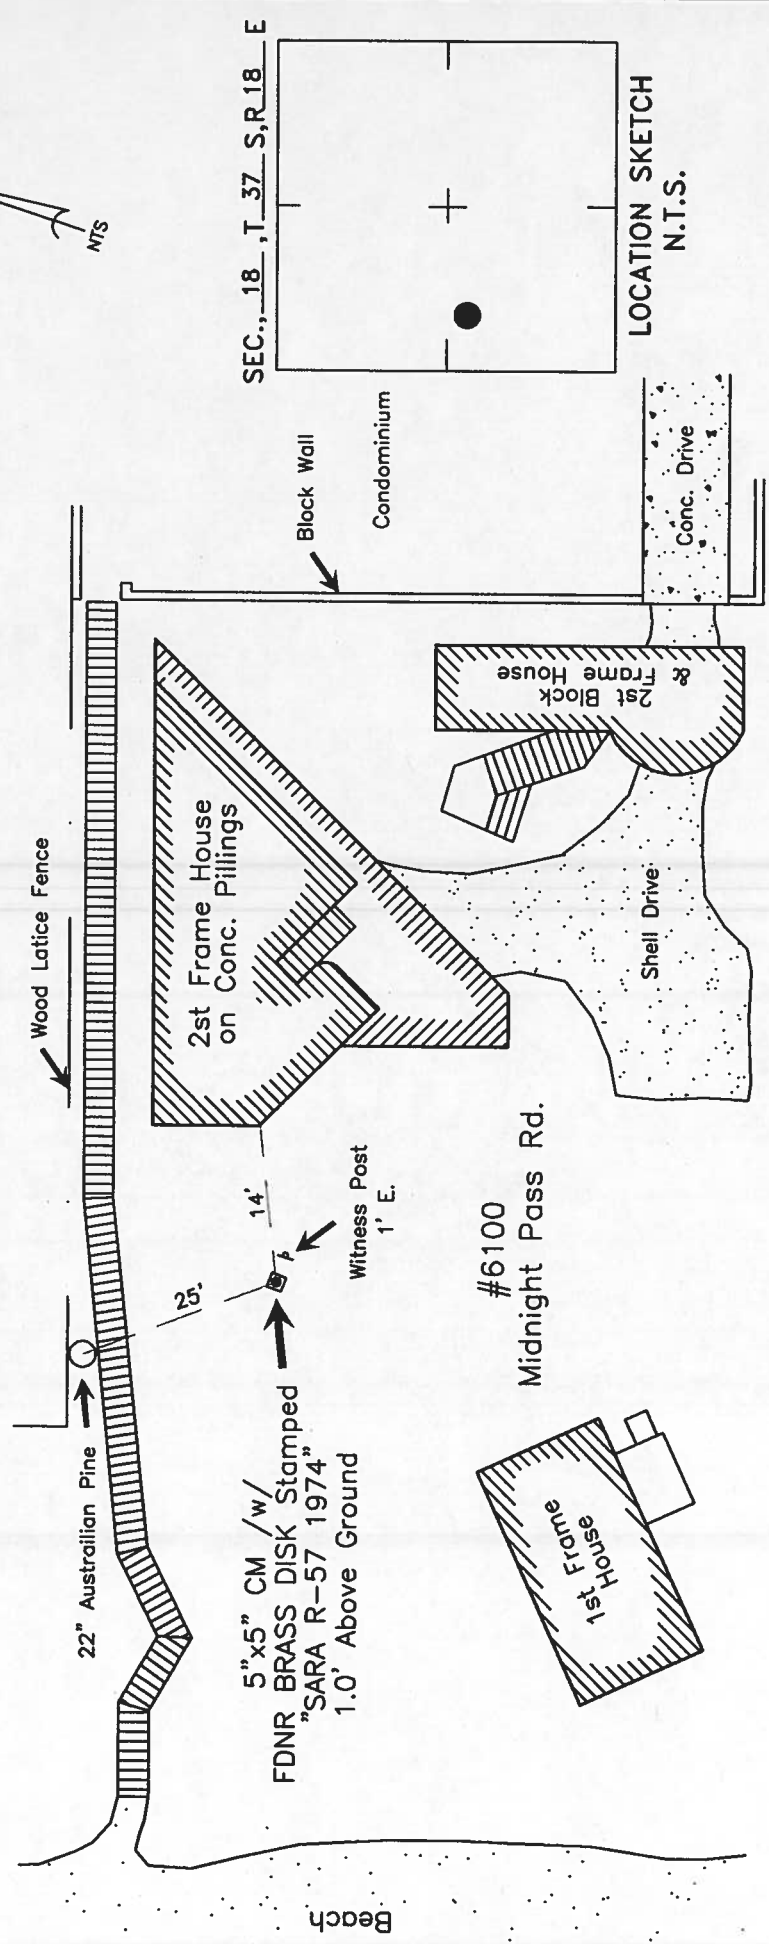 NTS
SEC., 18 ,T 37 S,R 18 E
LOCATION SKETCH
N.T.S.
Wood Latice Fence
Block Wall
Condominium
2st Frame House
on Conc. Pillings
2st Block
&
Frame House
Conc. Drive
Shell Drive
22" Austrailian Pine
25'
14'
Witness Post
1' E.
5"x5" CM /w/
FDNR BRASS DISK Stamped
"SARA R-57 1974"
1.0' Above Ground
#6100
Midnight Pass Rd.
1st Frame
House
Beach